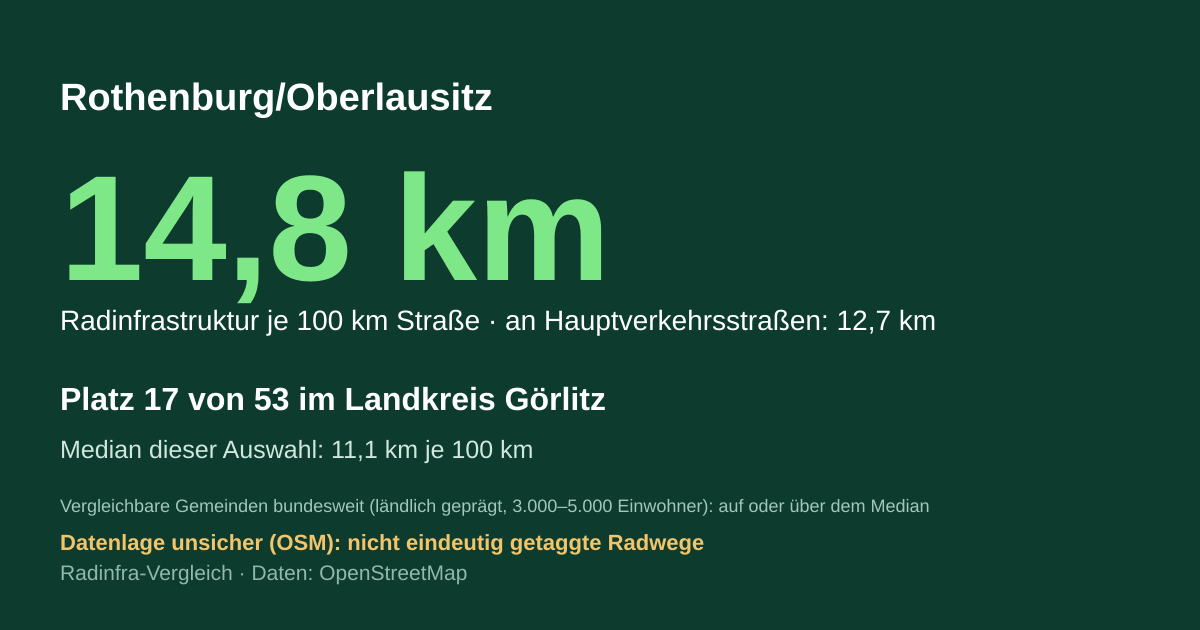 Rothenburg/Oberlausitz
14,8 km
Radinfrastruktur je 100 km Straße · an Hauptverkehrsstraßen: 12,7 km
Platz 17 von 53 im Landkreis Görlitz
Median dieser Auswahl: 11,1 km je 100 km
Vergleichbare Gemeinden bundesweit (ländlich geprägt, 3.000–5.000 Einwohner): auf oder über dem Median
Datenlage unsicher (OSM): nicht eindeutig getaggte Radwege
Radinfra-Vergleich · Daten: OpenStreetMap